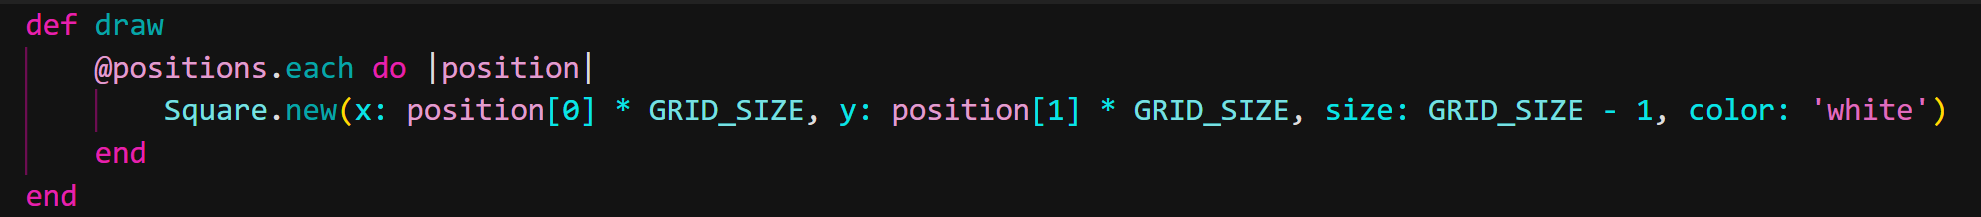 def draw
    @positions.each do |position|
        Square.new(x: position[0] * GRID_SIZE, y: position[1] * GRID_SIZE, size: GRID_SIZE - 1, color: 'white')
    end
end